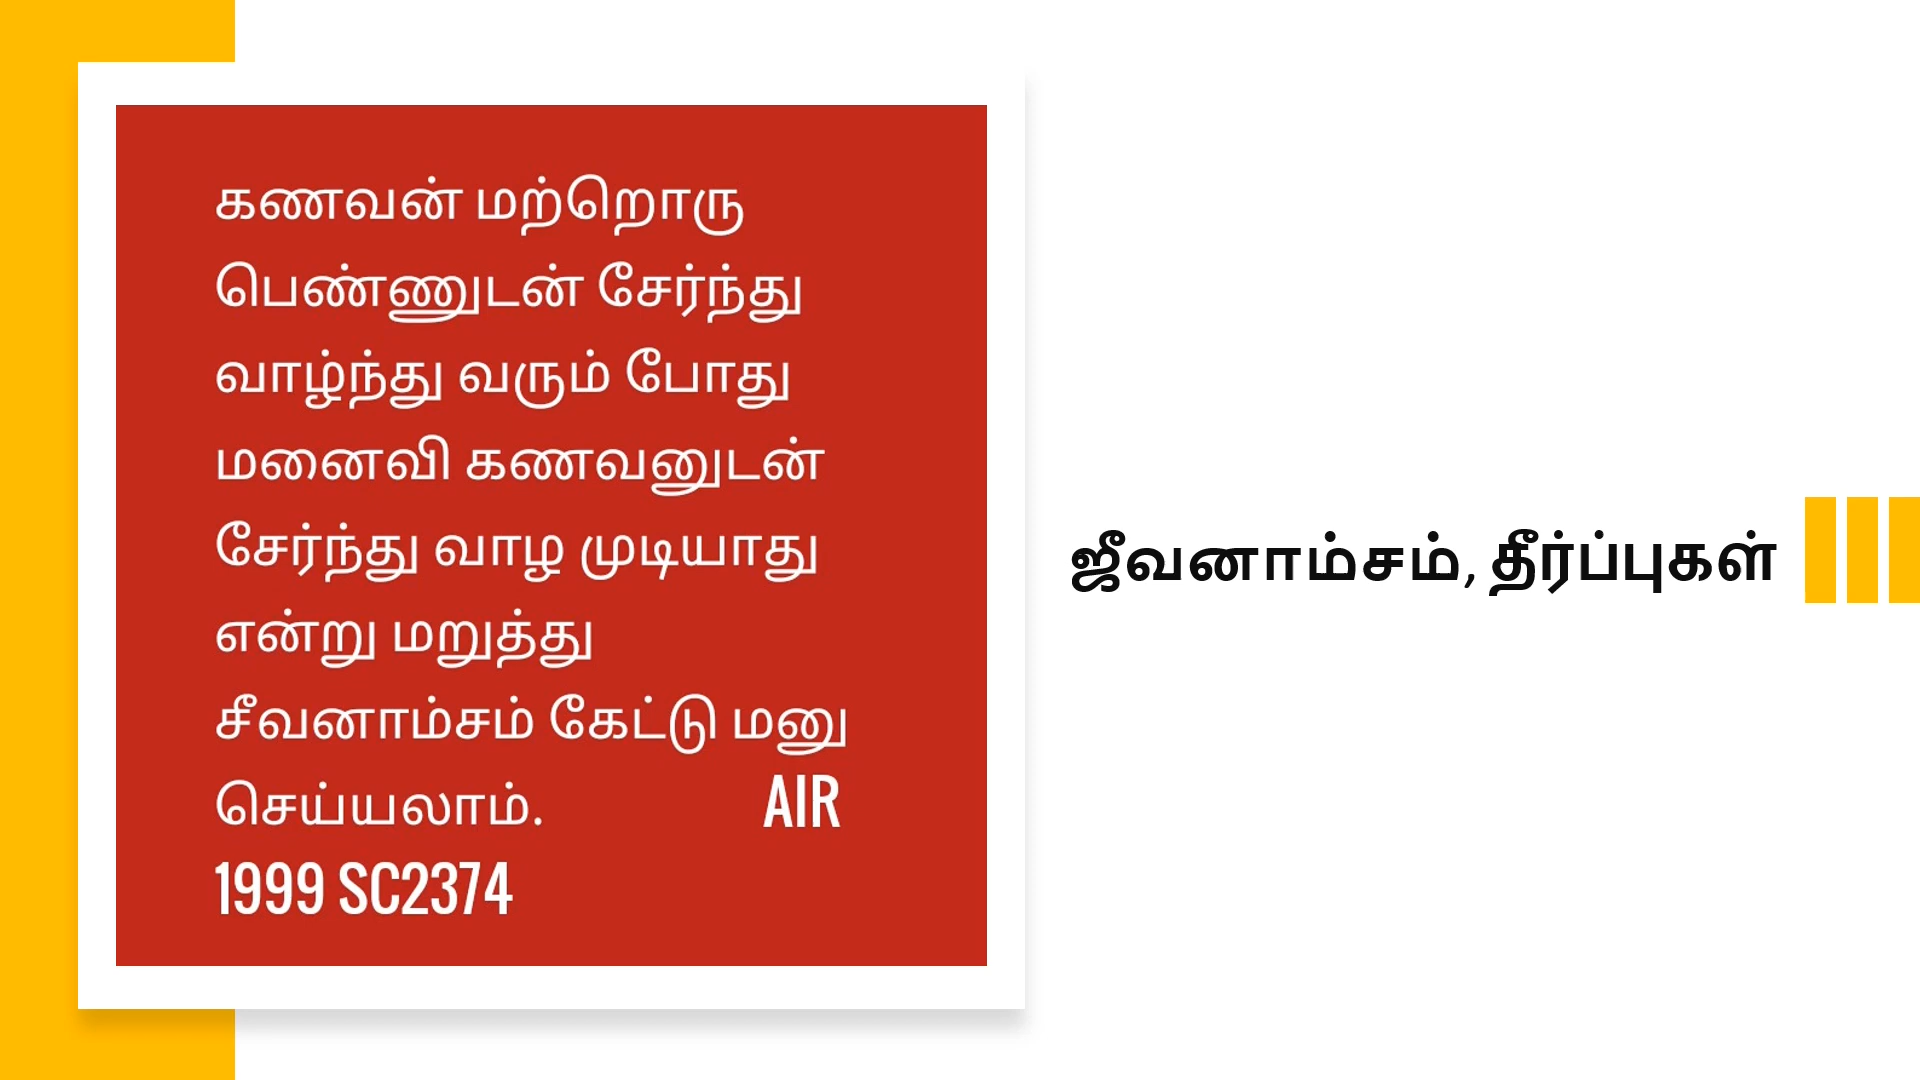 கணவன் மற்றொரு
பெண்ணுடன் சேர்ந்து
வாழ்ந்து வரும் போது
மனைவி கணவனுடன்
சேர்ந்து வாழ முடியாது
என்று மறுத்து
சீவனாம்சம் கேட்டு மனு
செய்யலாம். AIR
1999 SC2374
ஜீவனாம்சம், தீர்ப்புகள்